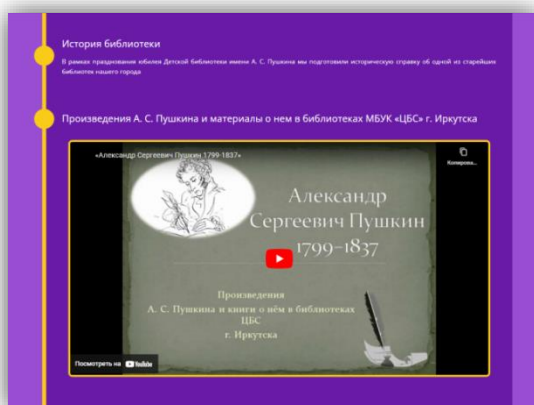 История библиотеки
В рамках празднования юбилея Детской библиотеки имени А. С. Пушкина мы подготовили историческую справку об одной из старейших
библиотек нашего города
Произведения А. С. Пушкина и материалы о нем в библиотеках МБУК «ЦБС» г. Иркутска
«Александр Сергеевич Пушкин 1799-1837»
Копирова...
Александр
Сергеевич Пушкин
1799–1837
Произведения
А. С. Пушкина и книги о нём в библиотеках
ЦБС
г. Иркутска
Посмотреть на YouTube